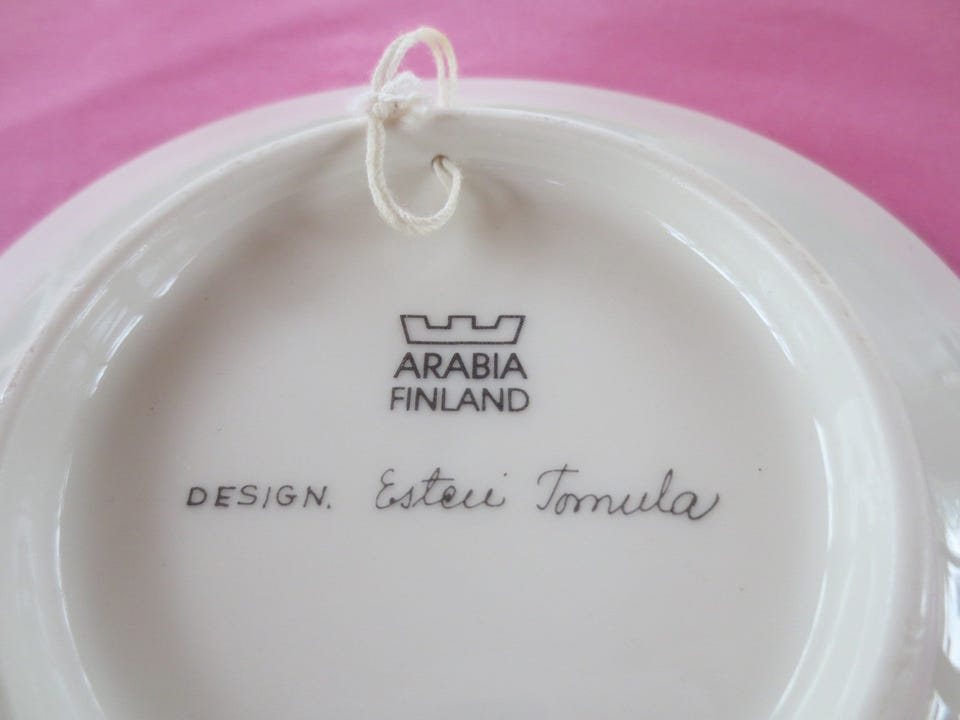 ARABIA
FINLAND
DESIGN. Esteri Tomula